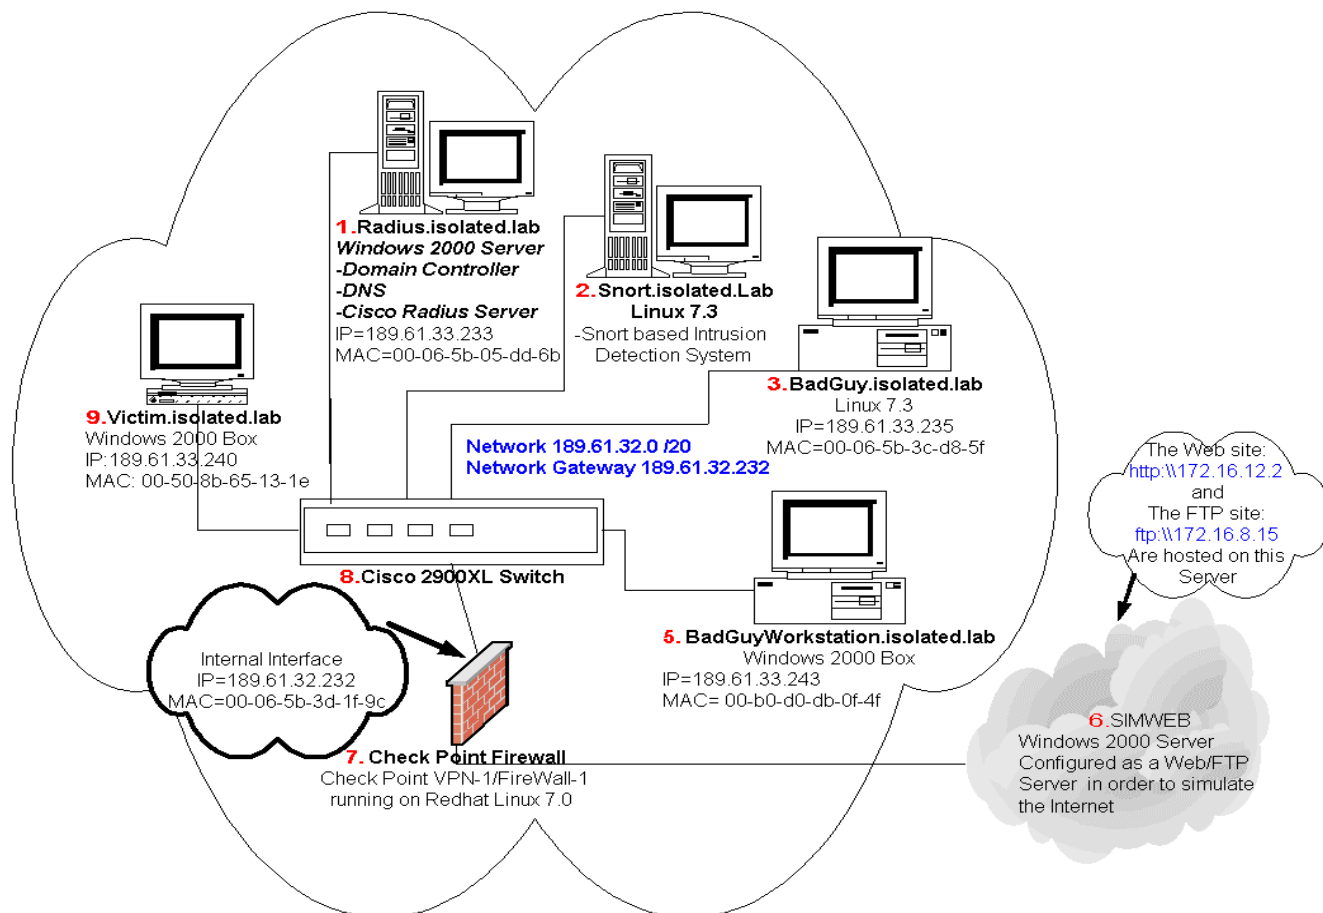 1.Radius.isolated.lab
Windows 2000 Server
-Domain Controller
-DNS
-Cisco Radius Server
IP=189.61.33.233
MAC=00-06-5b-05-dd-6b
2.Snort.isolated.Lab
Linux 7.3
-Snort based Intrusion
Detection System
3.BadGuy.isolated.lab
Linux 7.3
IP=189.61.33.235
MAC=00-06-5b-3c-d8-5f
9.Victim.isolated.lab
Windows 2000 Box
IP:189.61.33.240
MAC: 00-50-8b-65-13-1e
Network 189.61.32.0 /20
Network Gateway 189.61.32.232
The Web site:
http:\\172.16.12.2
and
The FTP site:
ftp:\\172.16.8.15
Are hosted on this
Server
8.Cisco 2900XL Switch
5. BadGuyWorkstation.isolated.lab
Windows 2000 Box
IP=189.61.33.243
MAC= 00-b0-d0-db-0f-4f
Internal Interface
IP=189.61.32.232
MAC=00-06-5b-3d-1f-9c
7. Check Point Firewall
Check Point VPN-1/FireWall-1
running on Redhat Linux 7.0
6.SIMWEB
Windows 2000 Server
Configured as a Web/FTP
Server in order to simulate
the Internet